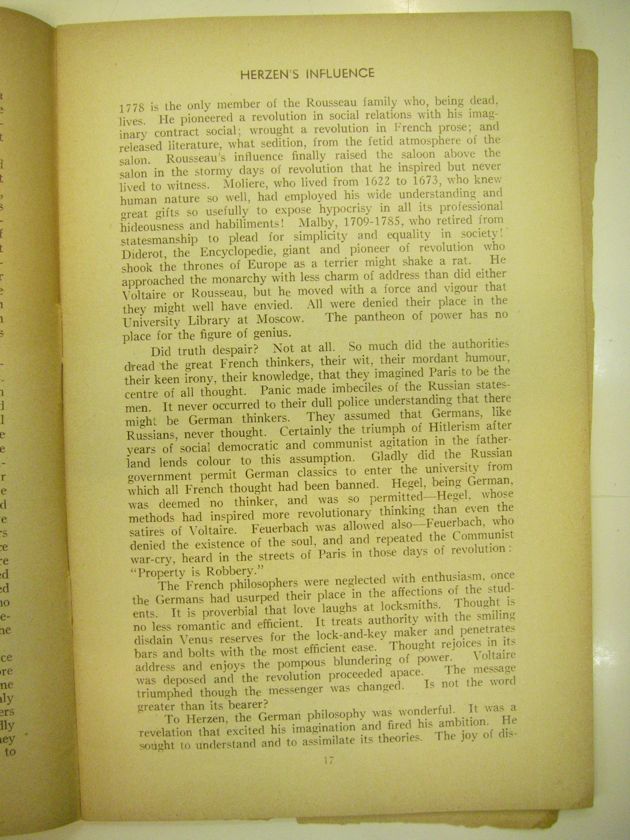 HERZEN'S INFLUENCE
1778 is the only member of the Rousseau family who, being dead,
lives. He pioneered a revolution in social relations with his imag-
inary contract social; wrought a revolution in French prose; and
released literature, what sedition, from the fetid atmosphere of the
salon. Rousseau's influence finally raised the saloon above the
salon in the stormy days of revolution that he inspired but never
lived to witness. Moliere, who lived from 1622 to 1673, who knew
human nature so well, had employed his wide understanding and
great gifts so usefully to expose hypocrisy in all its professional
hideousness and habiliments! Malby, 1709-1785, who retired from
statesmanship to plead for simplicity and equality in society!
Diderot, the Encyclopedie, giant and pioneer of revolution who
shook the thrones of Europe as a terrier might shake a rat. He
approached the monarchy with less charm of address than did either
Voltaire or Rousseau, but he moved with a force and vigour that
they might well have envied. All were denied their place in the
University Library at Moscow. The pantheon of power has no
place for the figure of genius.
Did truth despair? Not at all. So much did the authorities
dread the great French thinkers, their wit, their mordant humour,
their keen irony, their knowledge, that they imagined Paris to be the
centre of all thought. Panic made imbeciles of the Russian states-
men. It never occurred to their dull police understanding that there
might be German thinkers. They assumed that Germans, like
Russians, never thought. Certainly the triumph of Hitlerism after
years of social democratic and communist agitation in the father-
land lends colour to this assumption. Gladly did the Russian
government permit German classics to enter the university from
which all French thought had been banned. Hegel, being German,
was deemed no thinker, and was so permitted—Hegel, whose
methods had inspired more revolutionary thinking than even the
satires of Voltaire. Feuerbach was allowed also—Feuerbach, who
denied the existence of the soul, and and repeated the Communist
war-cry, heard in the streets of Paris in those days of revolution:
"Property is Robbery."
The French philosophers were neglected with enthusiasm, once
the Germans had usurped their place in the affections of the stud-
ents. It is proverbial that love laughs at locksmiths. Thought is
no less romantic and efficient. It treats authority with the smiling
disdain Venus reserves for the lock-and-key maker and penetrates
bars and bolts with the most efficient ease. Thought rejoices in its
address and enjoys the pompous blundering of power. Voltaire
was deposed and the revolution proceeded apace. The message
triumphed though the messenger was changed. Is not the word
greater than its bearer?
To Herzen, the German philosophy was wonderful. It was a
revelation that excited his imagination and fired his ambition. He
sought to understand and to assimilate its theories. The joy of dis-
17